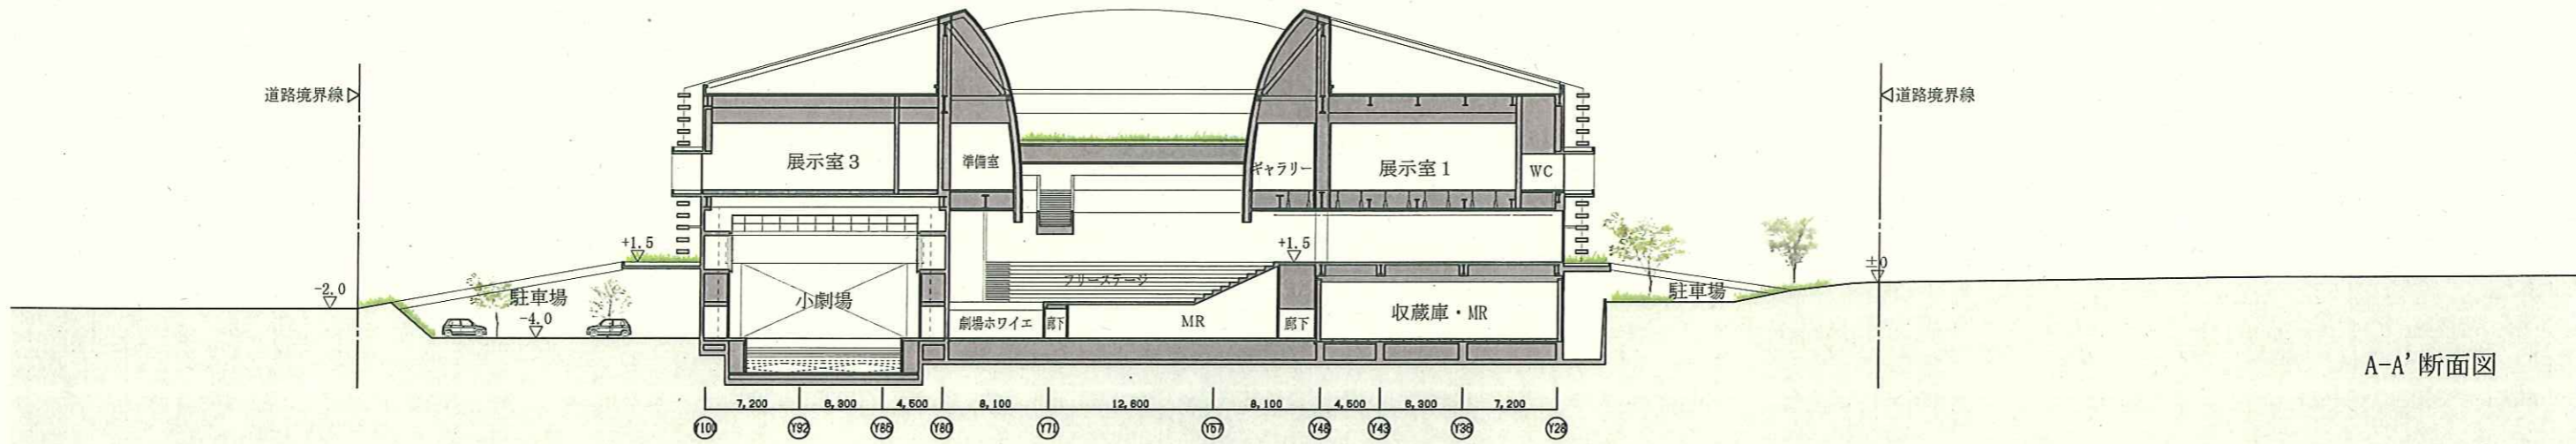 道路境界線
道路境界線
展示室3
準備室
ギャラリー
展示室1
WC
+1.5
+1.5
±0
-2.0
フリーステージ
駐車場
小劇場
駐車場
-4.0
劇場ホワイエ
廊下
MR
廊下
収蔵庫・MR
A-A'断面図
7,200
6,300
4,500
8,100
12,600
8,100
4,500
6,300
7,200
Y100
Y92
Y85
Y80
Y71
Y57
Y48
Y43
Y36
Y28